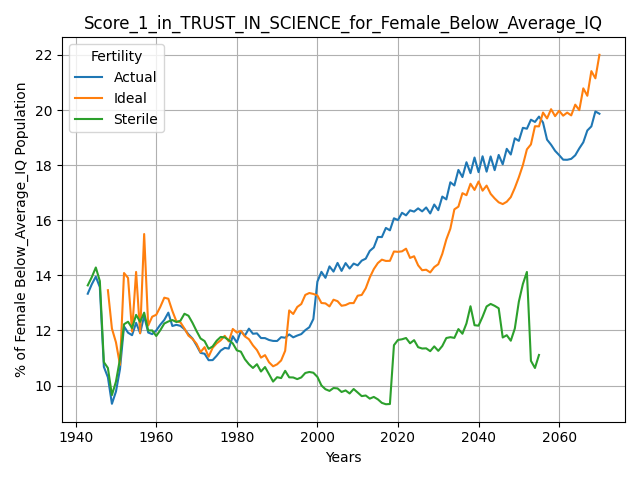 Score_1_in_TRUST_IN_SCIENCE_for_Female_Below_Average_IQ
% of Female Below_Average_IQ Population
22
20
18
16
14
12
10
Fertility
Actual
Ideal
Sterile
1940 1960 1980 2000 2020 2040 2060
Years